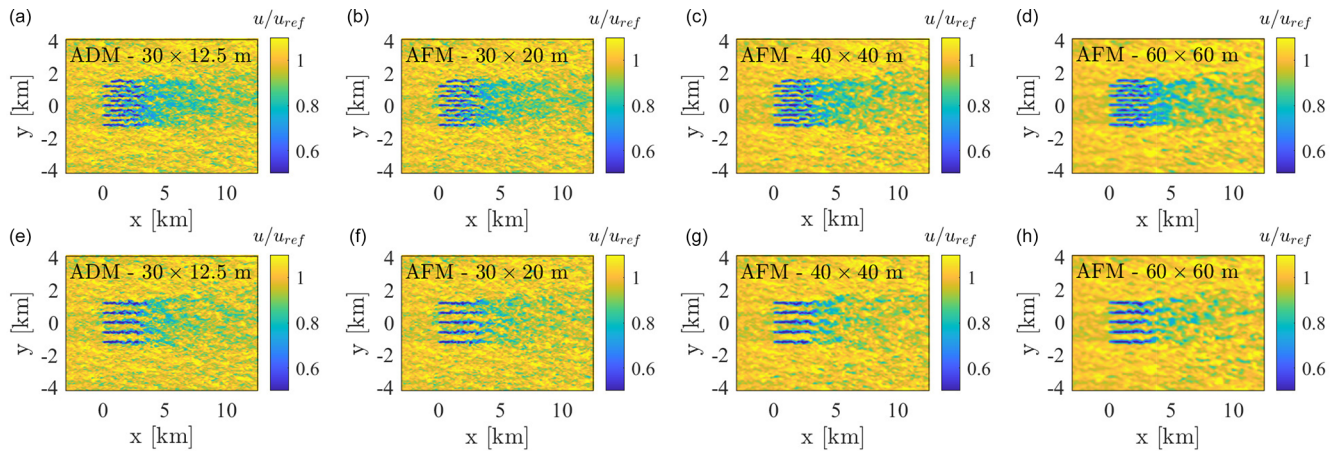 (a) u/u_ref
ADM - 30 × 12.5 m
4
2
0
-2
-4
y [km]
0 5 10
x [km]
1
0.8
0.6
(b) u/u_ref
AFM - 30 × 20 m
4
2
0
-2
-4
y [km]
0 5 10
x [km]
1
0.8
0.6
(c) u/u_ref
AFM - 40 × 40 m
4
2
0
-2
-4
y [km]
0 5 10
x [km]
1
0.8
0.6
(d) u/u_ref
AFM - 60 × 60 m
4
2
0
-2
-4
y [km]
0 5 10
x [km]
1
0.8
0.6
(e) u/u_ref
ADM - 30 × 12.5 m
4
2
0
-2
-4
y [km]
0 5 10
x [km]
1
0.8
0.6
(f) u/u_ref
AFM - 30 × 20 m
4
2
0
-2
-4
y [km]
0 5 10
x [km]
1
0.8
0.6
(g) u/u_ref
AFM - 40 × 40 m
4
2
0
-2
-4
y [km]
0 5 10
x [km]
1
0.8
0.6
(h) u/u_ref
AFM - 60 × 60 m
4
2
0
-2
-4
y [km]
0 5 10
x [km]
1
0.8
0.6